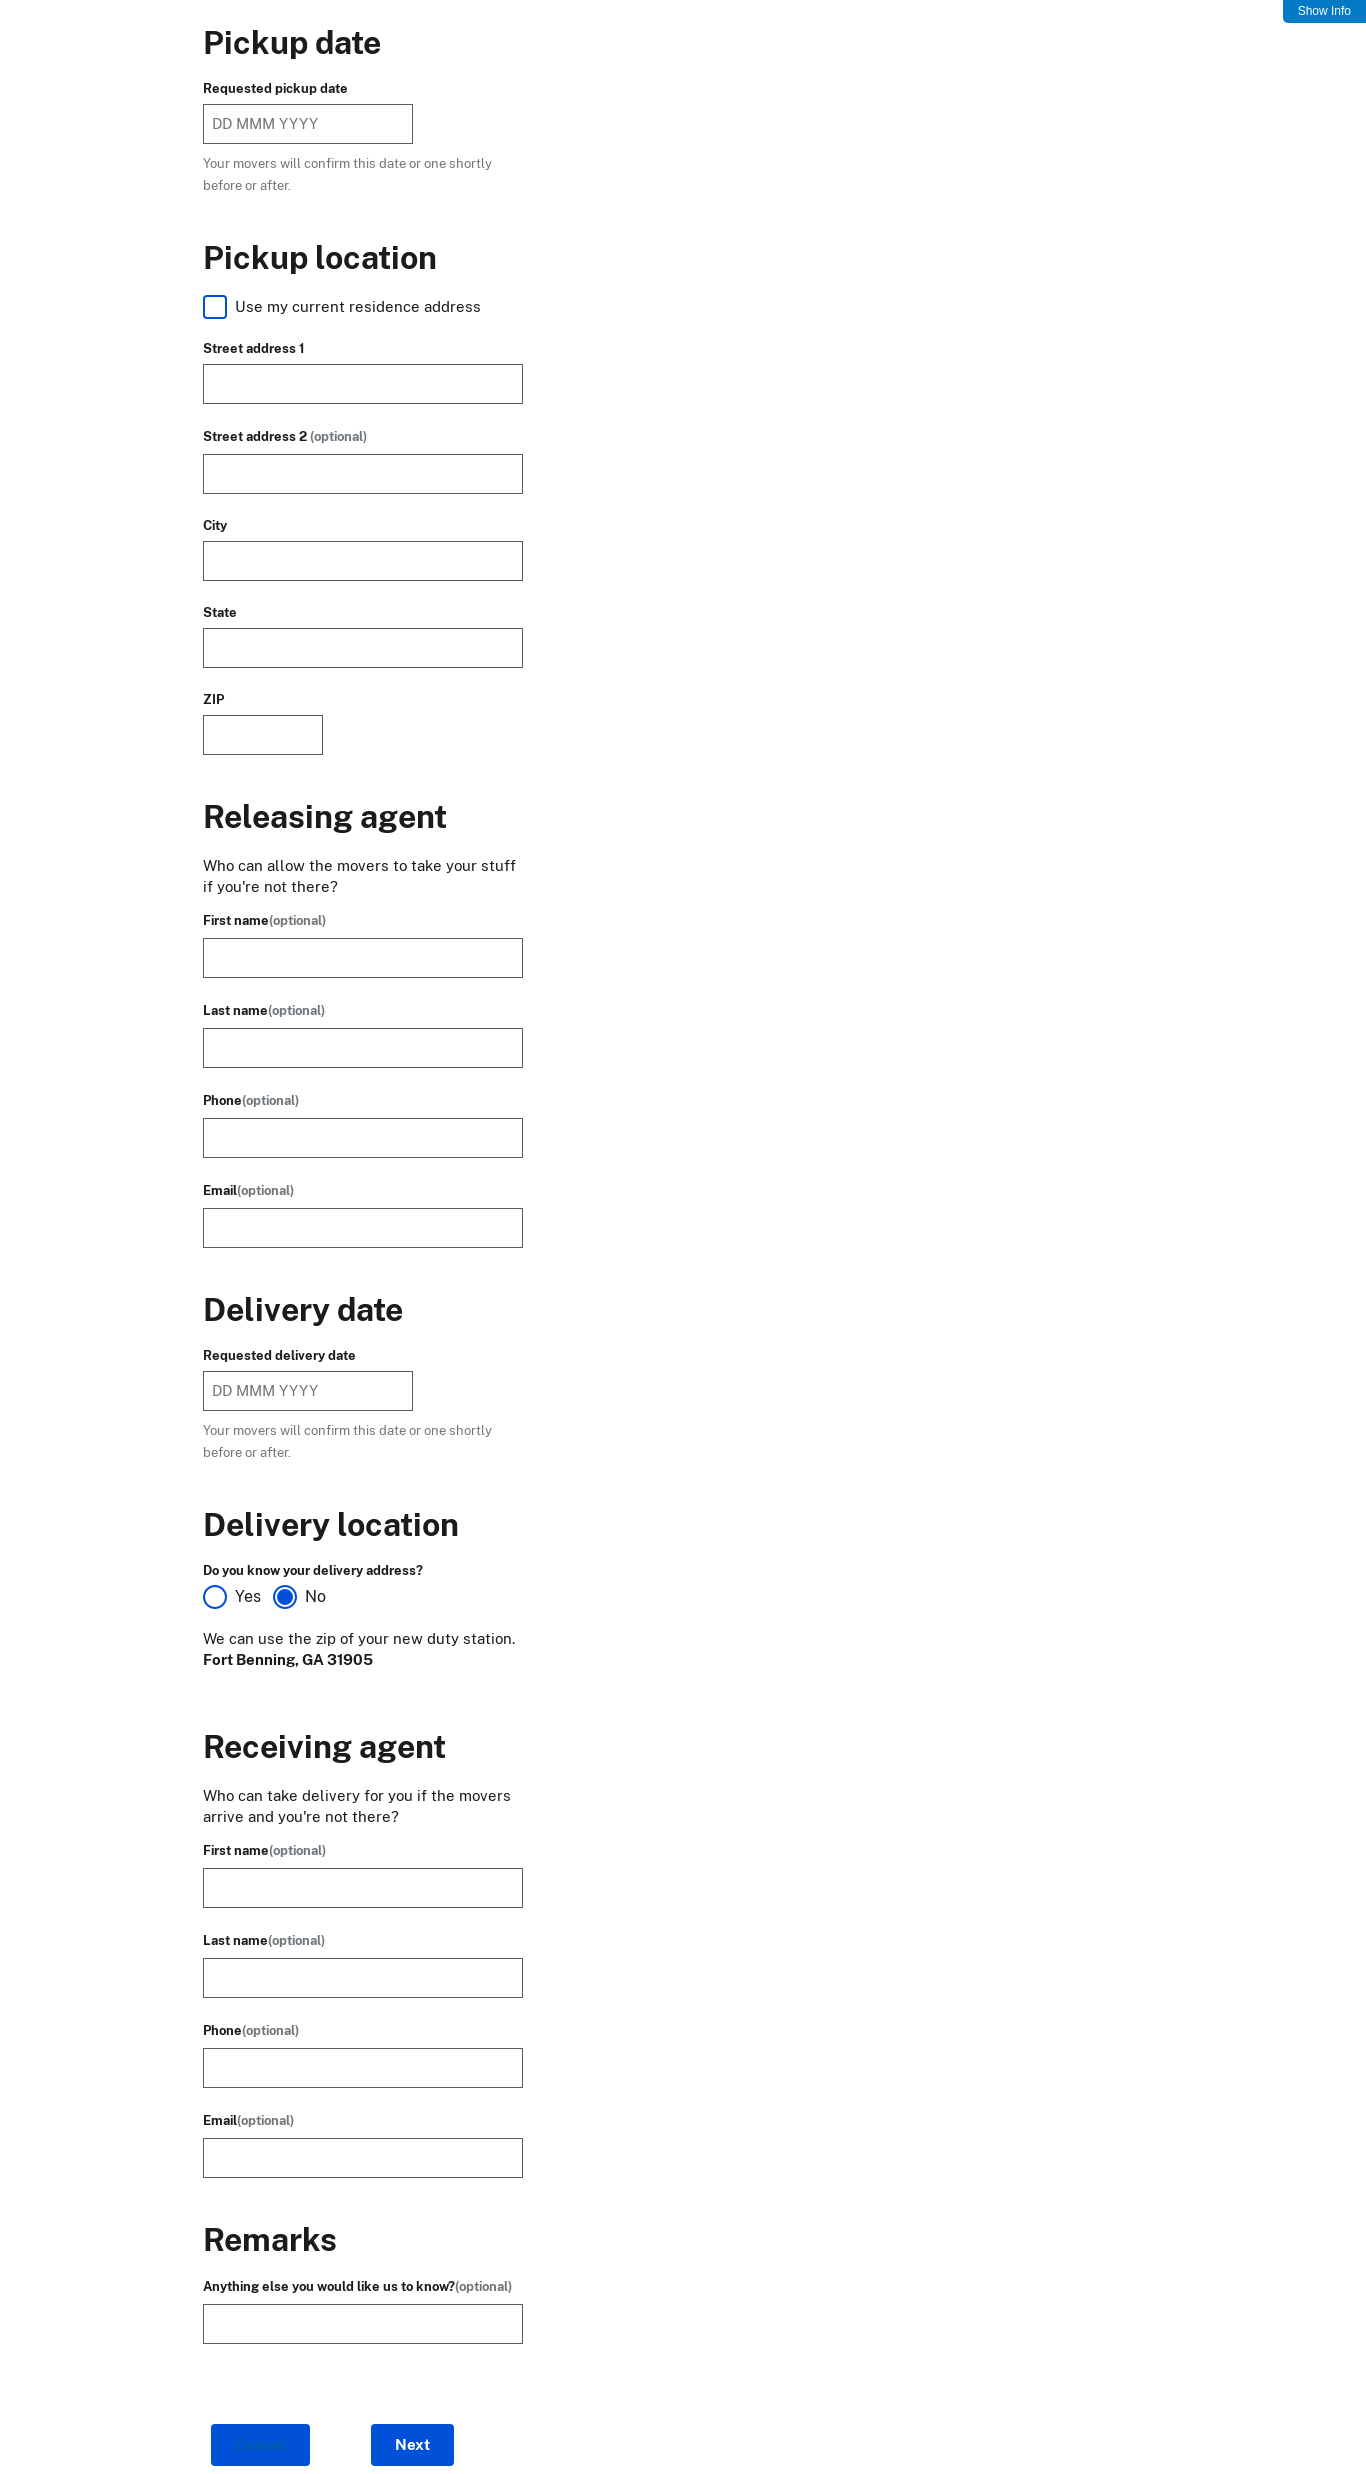 Show Info
Pickup date
Requested pickup date
DD MMM YYYY
Your movers will confirm this date or one shortly
before or after.
Pickup location
Use my current residence address
Street address 1
Street address 2 (optional)
City
State
ZIP
Releasing agent
Who can allow the movers to take your stuff
if you're not there?
First name(optional)
Last name(optional)
Phone(optional)
Email(optional)
Delivery date
Requested delivery date
DD MMM YYYY
Your movers will confirm this date or one shortly
before or after.
Delivery location
Do you know your delivery address?
Yes No
We can use the zip of your new duty station.
Fort Benning, GA 31905
Receiving agent
Who can take delivery for you if the movers
arrive and you're not there?
First name(optional)
Last name(optional)
Phone(optional)
Email(optional)
Remarks
Anything else you would like us to know?(optional)
Next